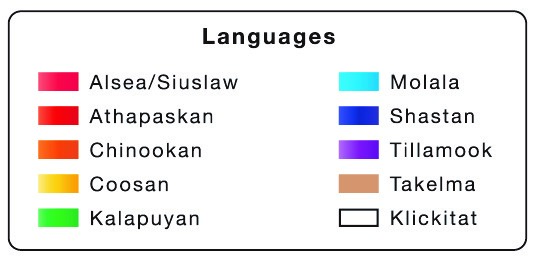 Languages
Alsea/Siuslaw
Athapaskan
Chinookan
Coosan
Kalapuyan
Molala
Shastan
Tillamook
Takelma
Klickitat